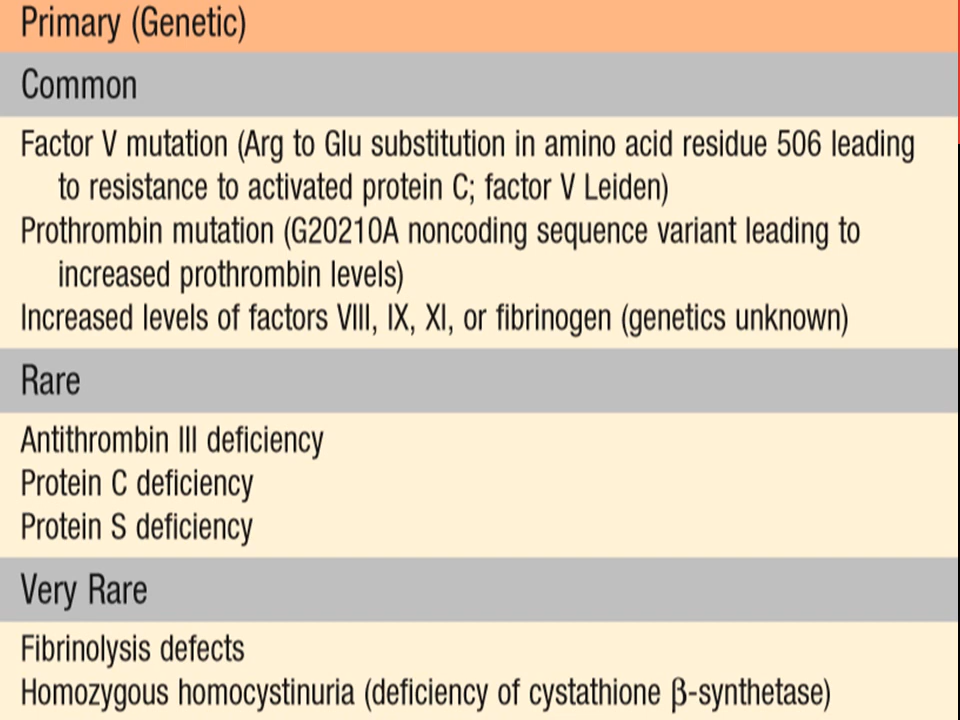 Primary (Genetic)
Common
Factor V mutation (Arg to Glu substitution in amino acid residue 506 leading
to resistance to activated protein C; factor V Leiden)
Prothrombin mutation (G20210A noncoding sequence variant leading to
increased prothrombin levels)
Increased levels of factors VIII, IX, XI, or fibrinogen (genetics unknown)
Rare
Antithrombin III deficiency
Protein C deficiency
Protein S deficiency
Very Rare
Fibrinolysis defects
Homozygous homocystinuria (deficiency of cystathione β-synthetase)